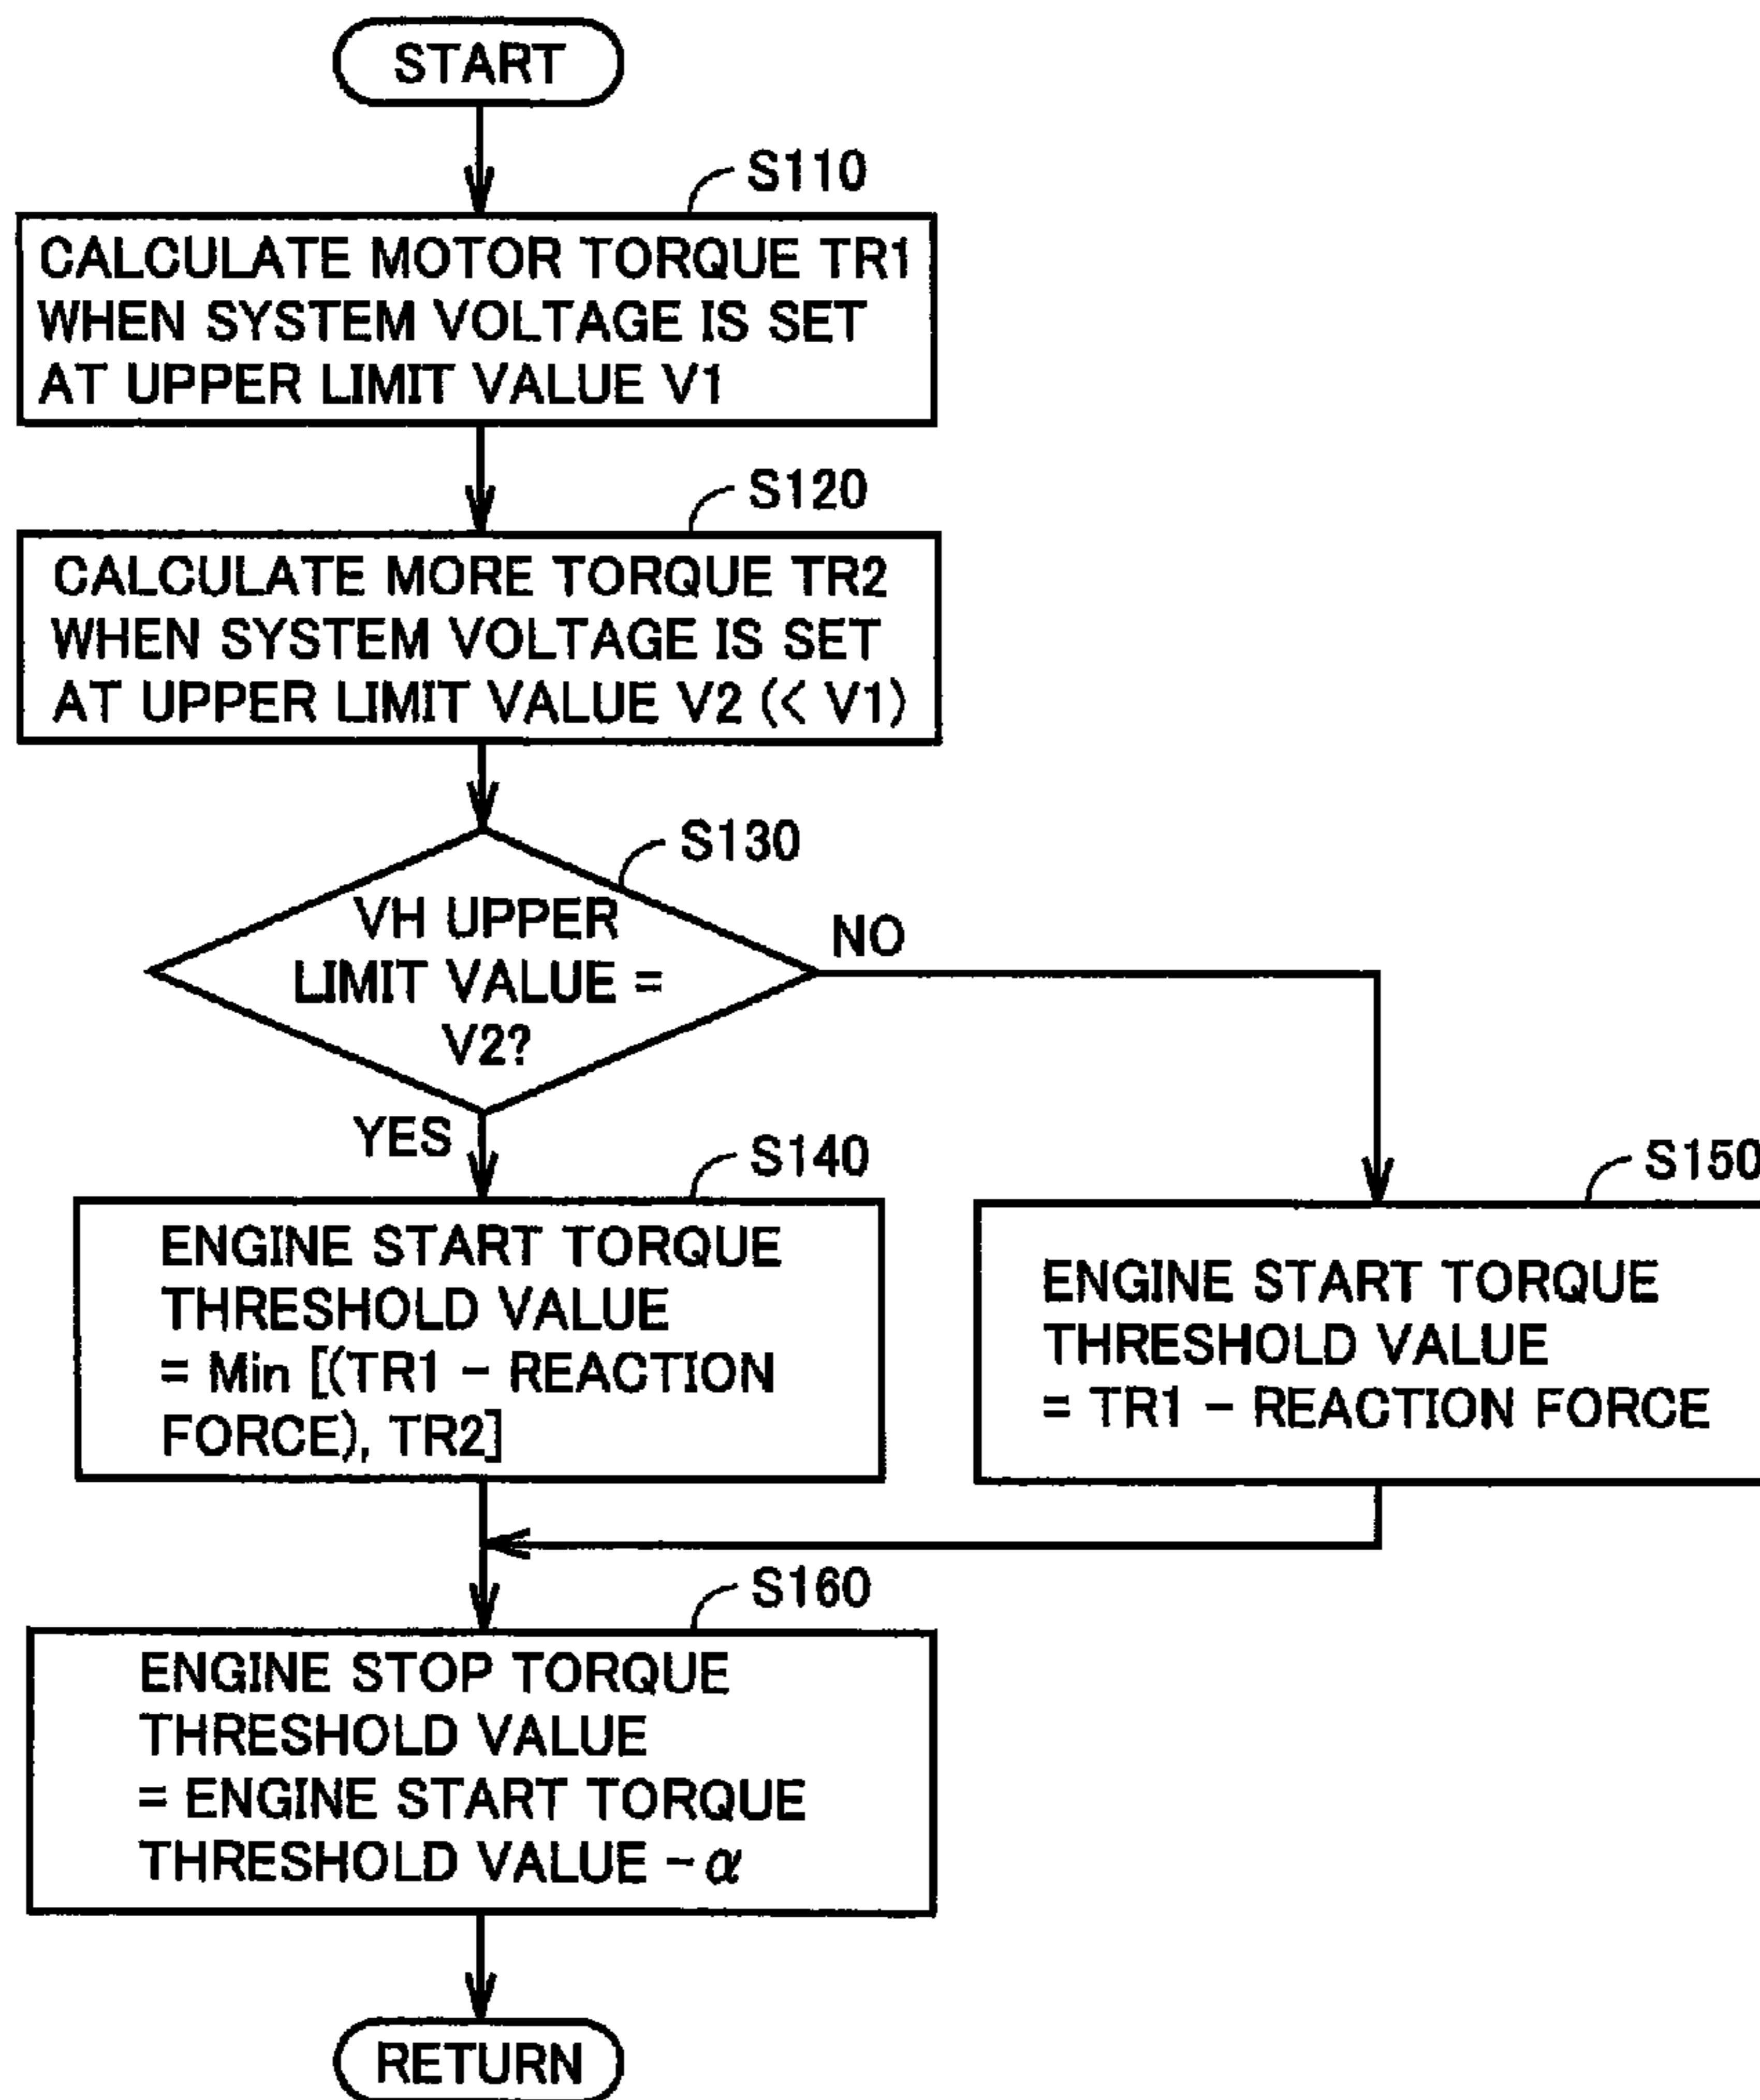 START
S110
CALCULATE MOTOR TORQUE TR1
WHEN SYSTEM VOLTAGE IS SET
AT UPPER LIMIT VALUE V1
S120
CALCULATE MORE TORQUE TR2
WHEN SYSTEM VOLTAGE IS SET
AT UPPER LIMIT VALUE V2 (< V1)
S130
VH UPPER
LIMIT VALUE =
V2?
NO
YES
S140
ENGINE START TORQUE
THRESHOLD VALUE
= Min [(TR1 - REACTION
FORCE), TR2]
S150
ENGINE START TORQUE
THRESHOLD VALUE
= TR1 - REACTION FORCE
S160
ENGINE STOP TORQUE
THRESHOLD VALUE
= ENGINE START TORQUE
THRESHOLD VALUE - α
RETURN